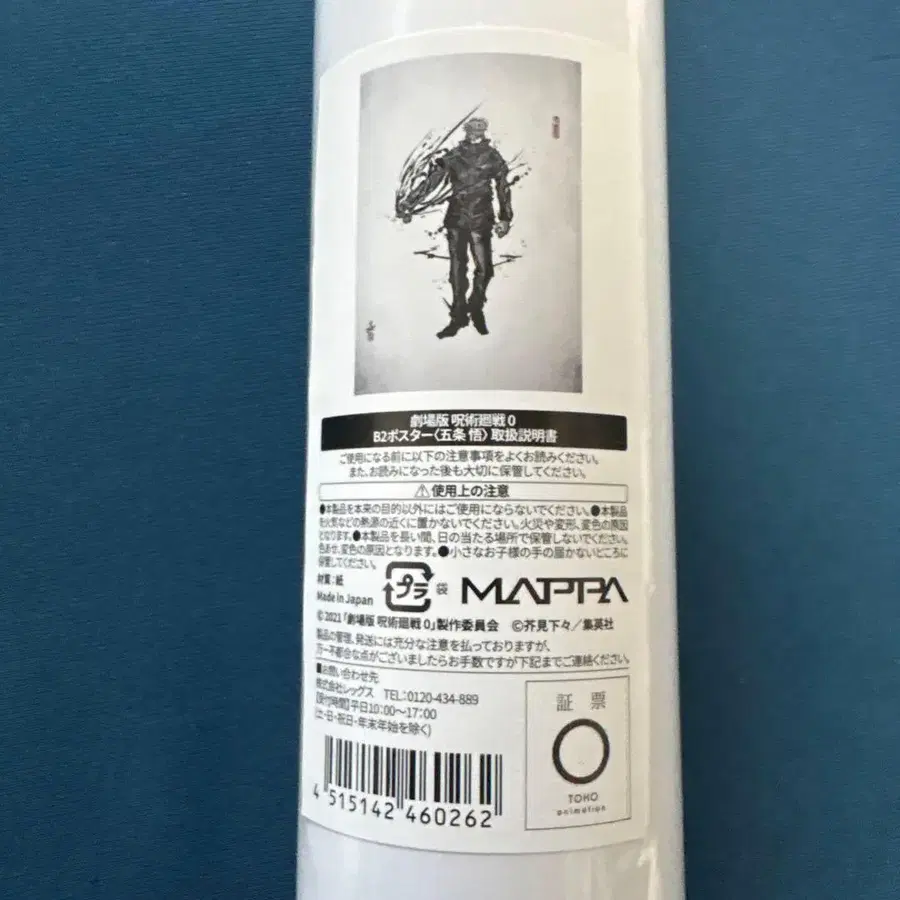 劇場版 呪術廻戦 0
B2ポスター〈五条 悟〉取扱説明書
ご使用になる前に以下の注意事項をよくお読みください。
また、お読みになった後も大切に保管してください。
⚠使用上の注意
●本製品を本来の目的以外にはご使用にならないでください。●本製品
を火気などの熱源の近くに置かないでください。火災や変形、変色の原因
となります。●本製品を長い間、日の当たる場所で保管しないでください。
色あせ、変色の原因となります。●小さなお子様の手の届かないところに
保管してください。
材質:紙
Made in Japan
プラ 袋
MAPPA
© 2021 「劇場版 呪術廻戦 0」製作委員会 ©芥見下々/集英社
製品の管理、発送には充分な注意を払っておりますが、
万一不都合な点がございましたらお手数ですが下記までご連絡ください。
■お問い合わせ先
株式会社レッグス TEL:0120-434-889
【受付時間】平日10:00〜17:00
(土・日・祝日・年末年始を除く)
4 515142 460262
証票
TOHO
animation